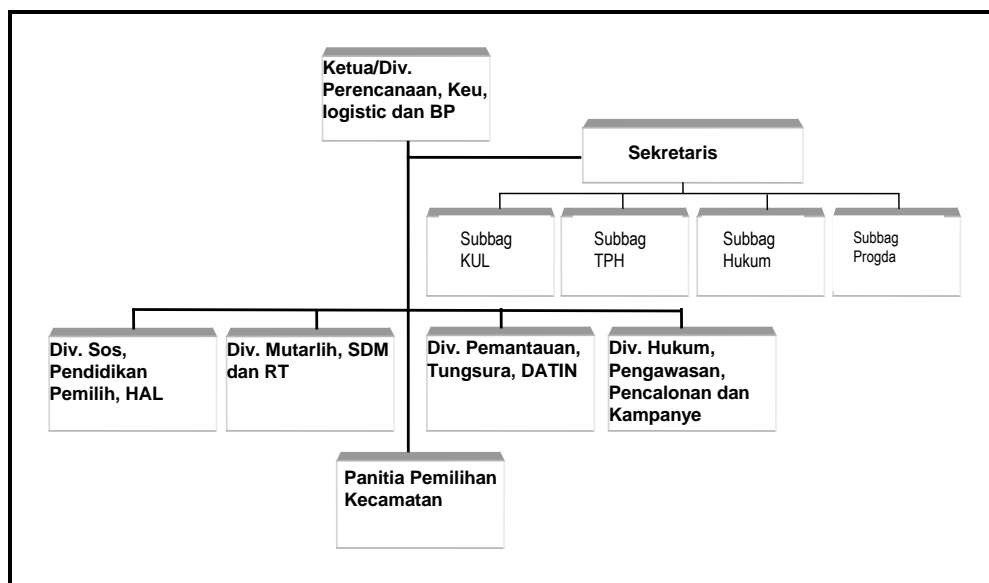 Ketua/Div.
Perencanaan, Keu,
logistic dan BP
Sekretaris
Subbag
KUL
Subbag
TPH
Subbag
Hukum
Subbag
Progda
Div. Sos,
Pendidikan
Pemilih, HAL
Div. Mutarlih, SDM
dan RT
Div. Pemantauan,
Tungsura, DATIN
Div. Hukum,
Pengawasan,
Pencalonan dan
Kampanye
Panitia Pemilihan
Kecamatan